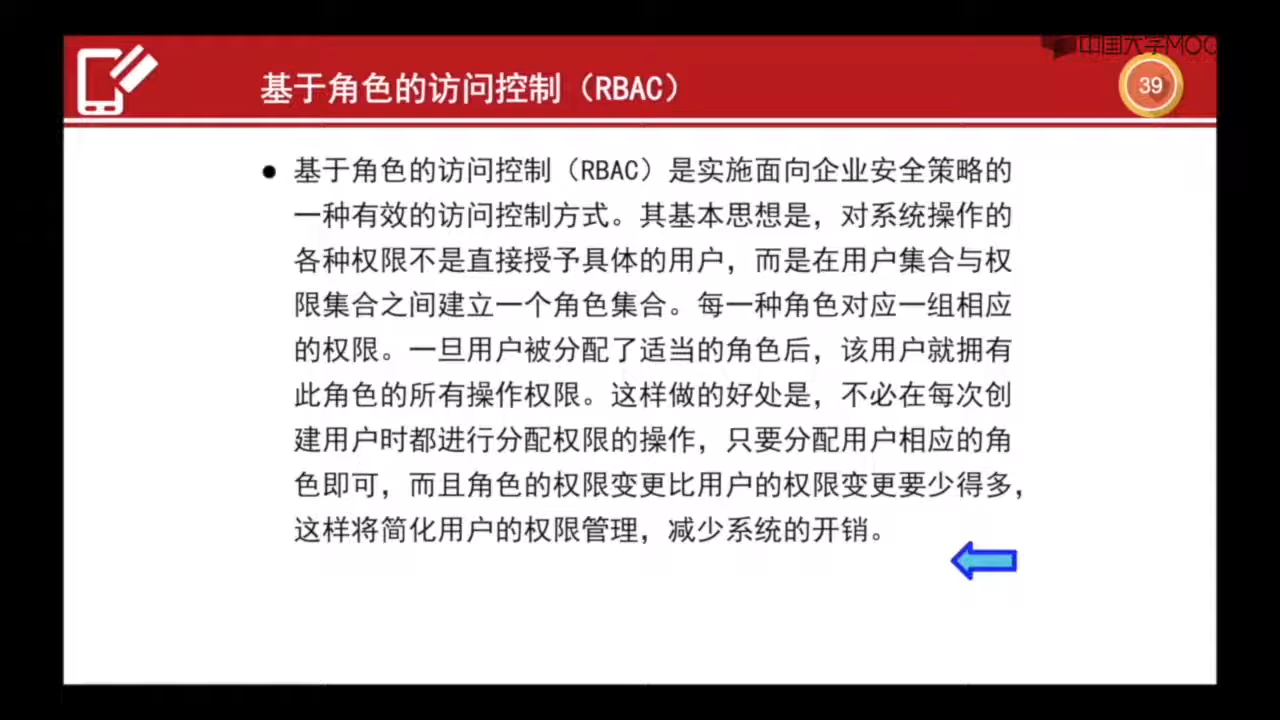 中国大学MOO
基于角色的访问控制（RBAC）
39
● 基于角色的访问控制（RBAC）是实施面向企业安全策略的
一种有效的访问控制方式。其基本思想是，对系统操作的
各种权限不是直接授予具体的用户，而是在用户集合与权
限集合之间建立一个角色集合。每一种角色对应一组相应
的权限。一旦用户被分配了适当的角色后，该用户就拥有
此角色的所有操作权限。这样做的好处是，不必在每次创
建用户时都进行分配权限的操作，只要分配用户相应的角
色即可，而且角色的权限变更比用户的权限变更要少得多，
这样将简化用户的权限管理，减少系统的开销。